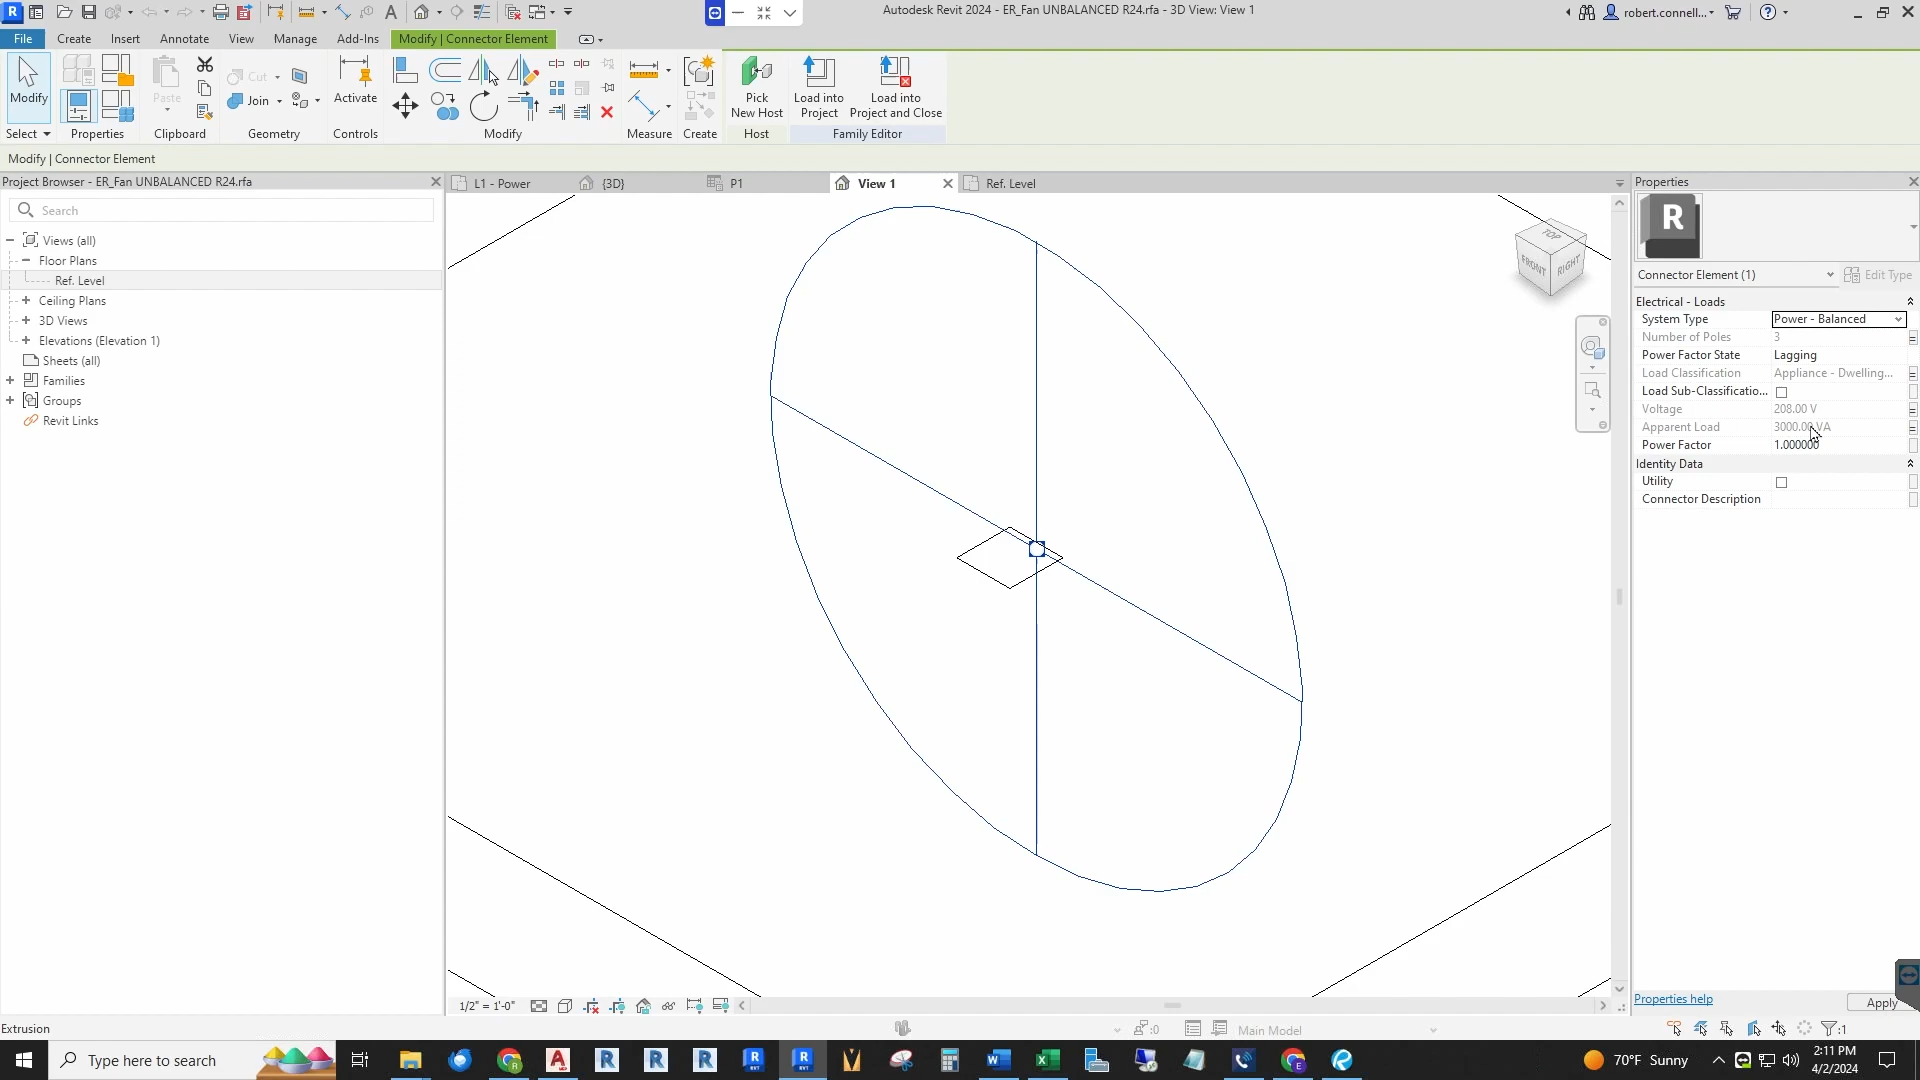 Autodesk Revit 2024 - ER_Fan UNBALANCED R24.rfa - 3D View: View 1
robert.connell...
File
Create
Insert
Annotate
View
Manage
Add-Ins
Modify | Connector Element
Modify
Paste
Cut
Join
Activate
Pick
New Host
Load into
Project
Load into
Project and Close
Select
Properties
Clipboard
Geometry
Controls
Modify
Measure
Create
Host
Family Editor
Modify | Connector Element
Project Browser - ER_Fan UNBALANCED R24.rfa
Search
Views (all)
Floor Plans
Ref. Level
Ceiling Plans
3D Views
Elevations (Elevation 1)
Sheets (all)
Families
Groups
Revit Links
L1 - Power
{3D}
P1
View 1
Ref. Level
TOP
FRONT
RIGHT
1/2" = 1'-0"
Properties
R
Connector Element (1)
Edit Type
Electrical - Loads
System Type Power - Balanced
Number of Poles 3
Power Factor State Lagging
Load Classification Appliance - Dwelling...
Load Sub-Classificatio...
Voltage 208.00 V
Apparent Load 3000.00 VA
Power Factor 1.000000
Identity Data
Utility
Connector Description
Properties help
Apply
Extrusion
:0
Main Model
:1
Type here to search
70°F Sunny
2:11 PM
4/2/2024